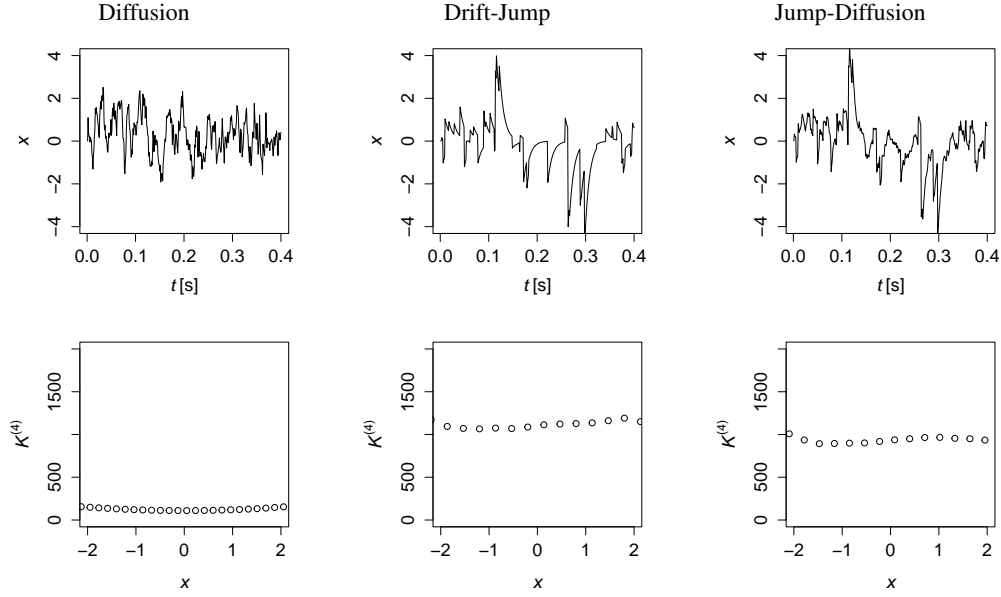 Diffusion
Drift-Jump
Jump-Diffusion
x
−4 0 2 4
t [s]
0.0 0.1 0.2 0.3 0.4
x
−4 −2 0 2 4
t [s]
0.0 0.1 0.2 0.3 0.4
x
−4 −2 0 2 4
t [s]
0.0 0.1 0.2 0.3 0.4
K(4)
0 500 1500
−2 −1 0 1 2
x
K(4)
0 500 1500
−2 −1 0 1 2
x
K(4)
0 500 1500
−2 −1 0 1 2
x